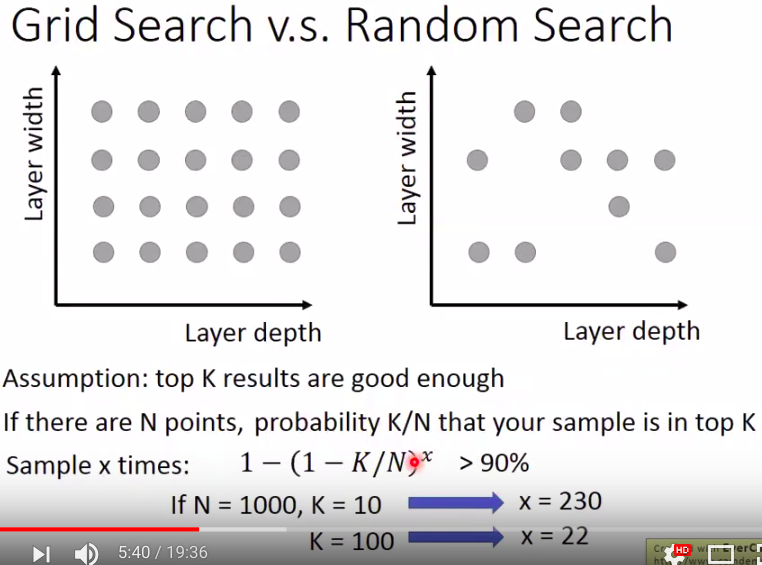 Grid Search v.s. Random Search
Layer width
Layer depth
Layer width
Layer depth
Assumption: top K results are good enough
If there are N points, probability K/N that your sample is in top K
Sample x times: 1 − (1 − K/N)^x > 90%
If N = 1000, K = 10 x = 230
K = 100 x = 22
5:40 / 19:36
HD